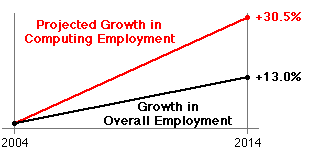 Projected Growth in
Computing Employment
+30.5%
+13.0%
Growth in
Overall Employment
2004
2014